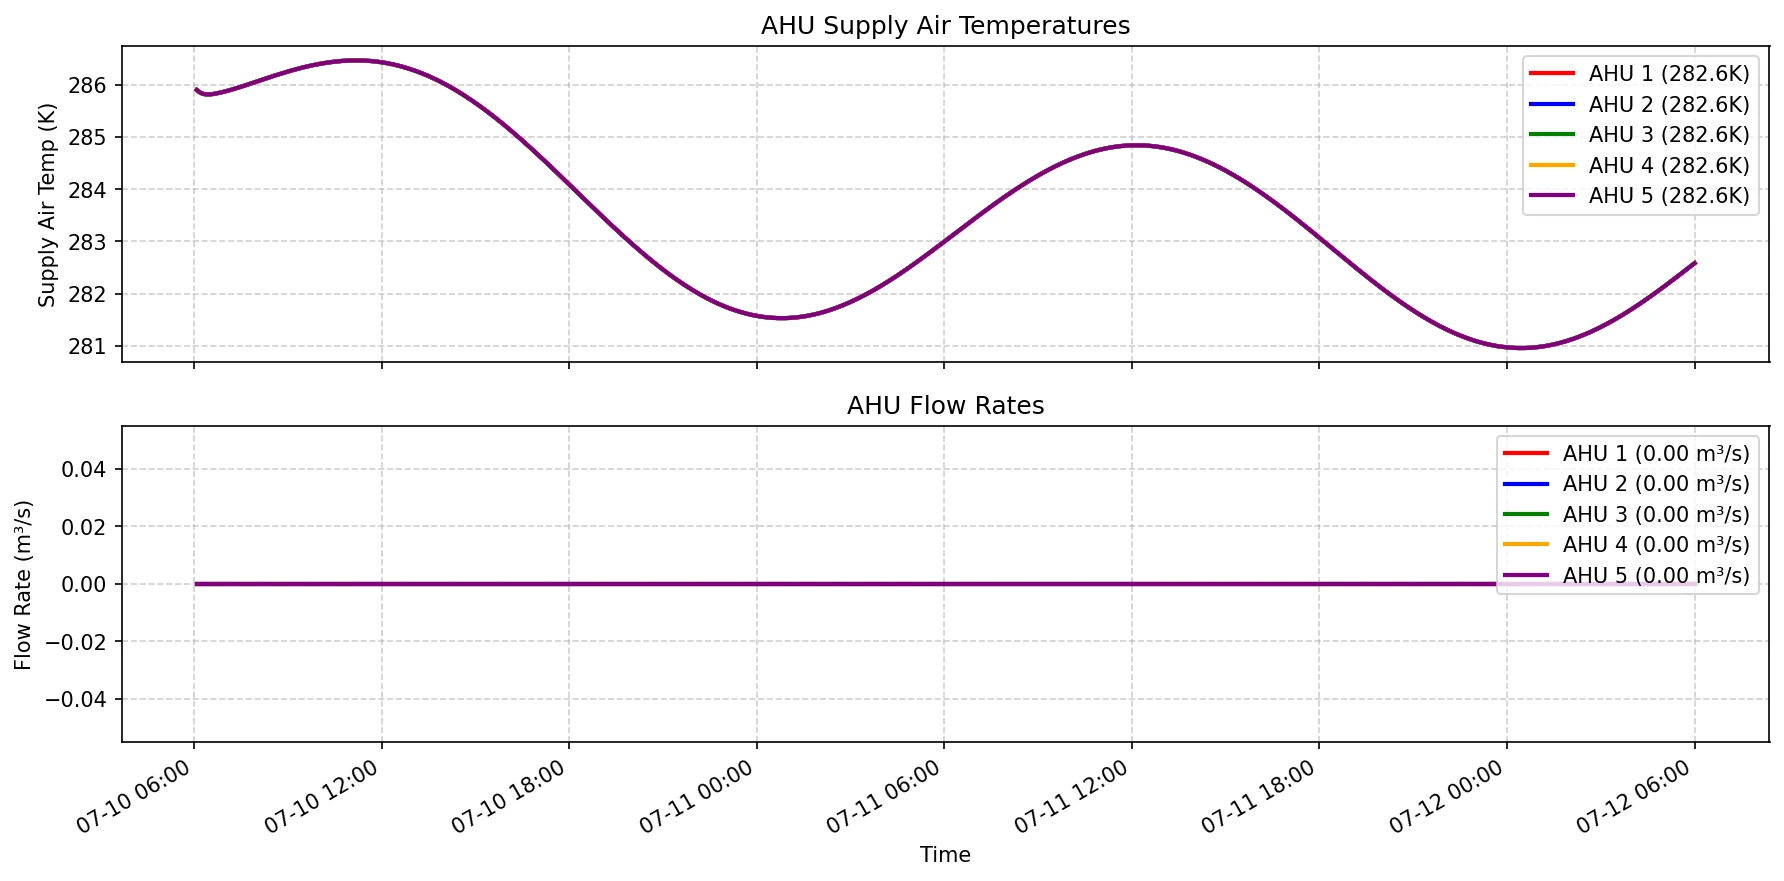 AHU Supply Air Temperatures
Supply Air Temp (K)
286
285
284
283
282
281
AHU 1 (282.6K)
AHU 2 (282.6K)
AHU 3 (282.6K)
AHU 4 (282.6K)
AHU 5 (282.6K)
AHU Flow Rates
Flow Rate (m³/s)
0.04
0.02
0.00
−0.02
−0.04
AHU 1 (0.00 m³/s)
AHU 2 (0.00 m³/s)
AHU 3 (0.00 m³/s)
AHU 4 (0.00 m³/s)
AHU 5 (0.00 m³/s)
07-10 06:00
07-10 12:00
07-10 18:00
07-11 00:00
07-11 06:00
07-11 12:00
07-11 18:00
07-12 00:00
07-12 06:00
Time